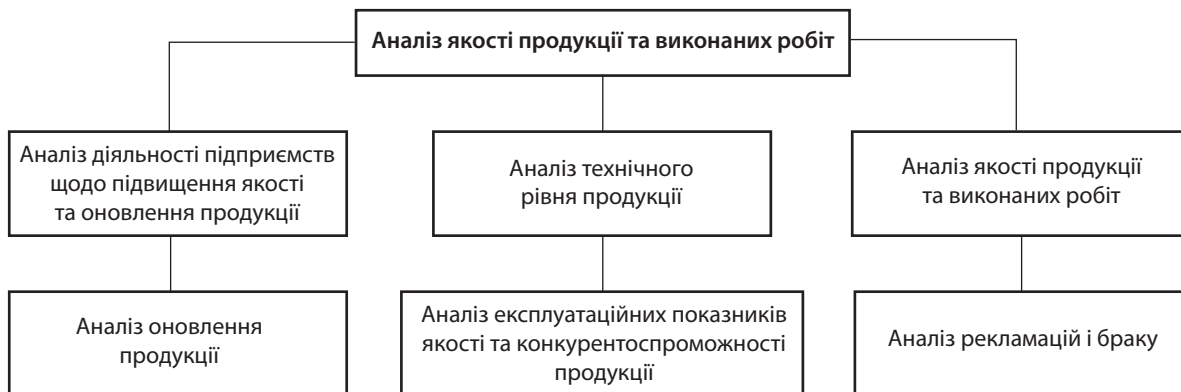 Аналіз якості продукції та виконаних робіт
Аналіз діяльності підприємств
щодо підвищення якості
та оновлення продукції
Аналіз технічного
рівня продукції
Аналіз якості продукції
та виконаних робіт
Аналіз оновлення
продукції
Аналіз експлуатаційних показників
якості та конкурентоспроможності
продукції
Аналіз рекламацій і браку